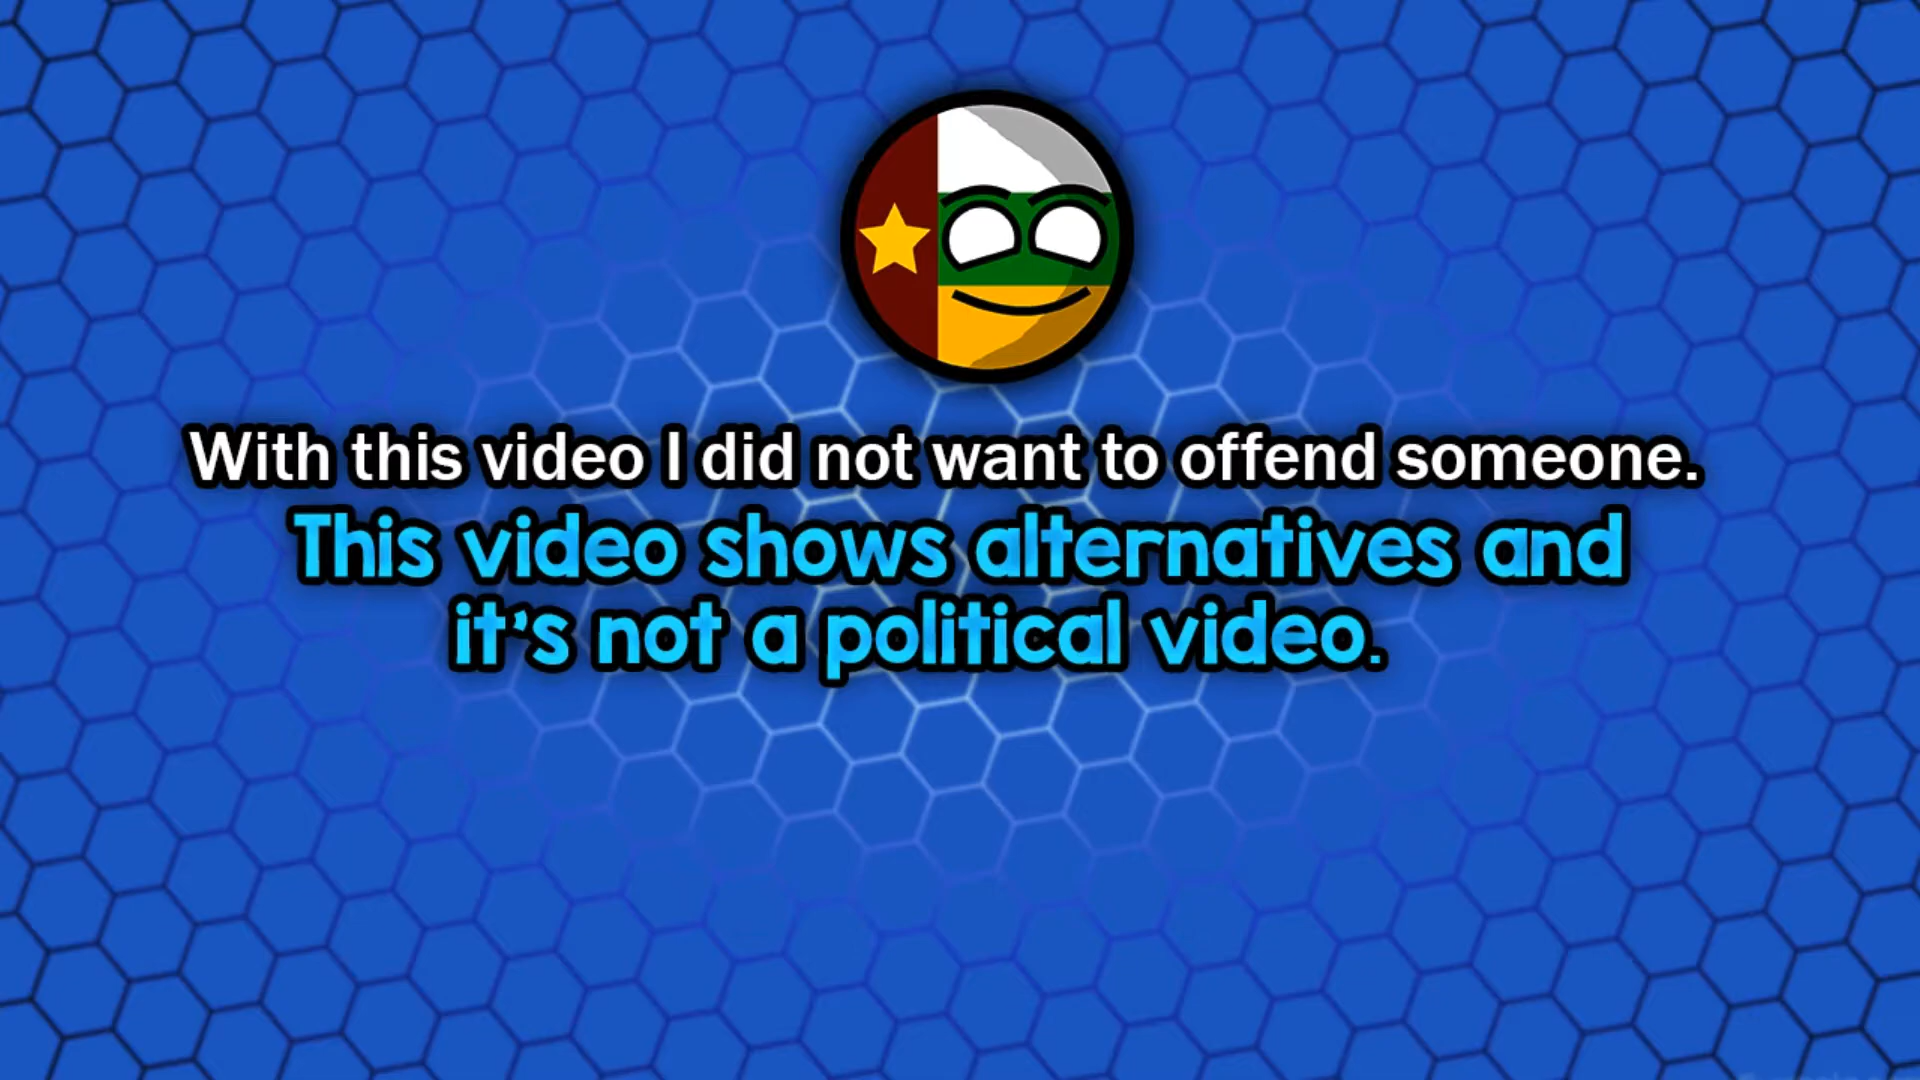 With this video I did not want to offend someone.
This video shows alternatives and
it's not a political video.